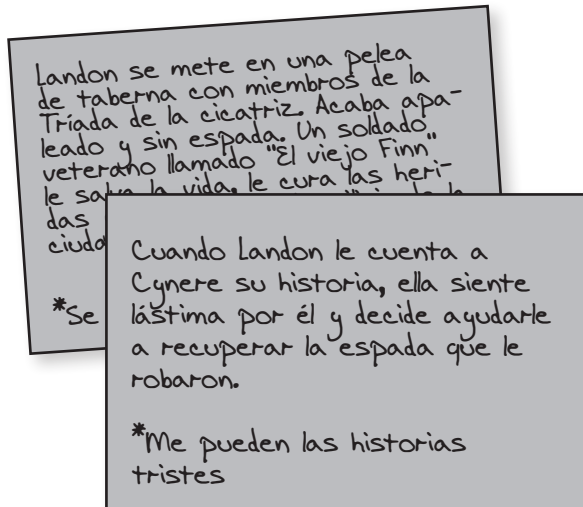 Landon se mete en una pelea
de taberna con miembros de la
Tríada de la cicatriz. Acaba apa-
leado y sin espada. Un soldado
veterano llamado "El viejo Finn"
le salva la vida, le cura las heri-
das
*Se
Cuando Landon le cuenta a
Cynere su historia, ella siente
lástima por él y decide ayudarle
a recuperar la espada que le
robaron.
*Me pueden las historias
tristes